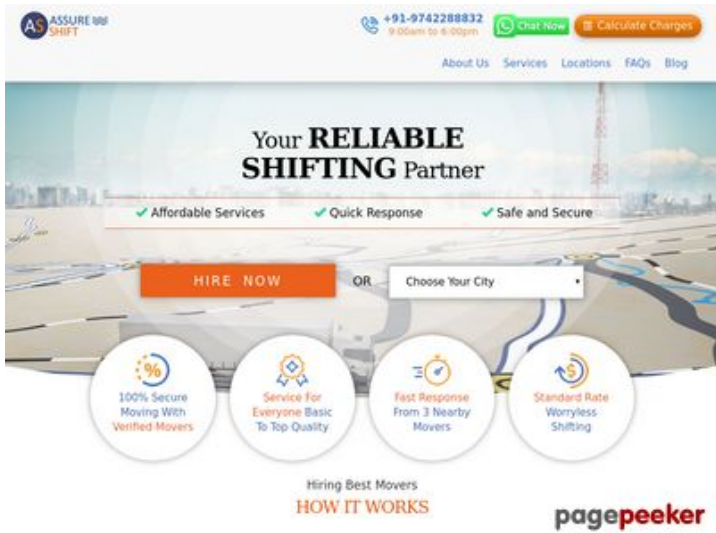 AS ASSURE
SHIFT
+91-9742288832
9:00am to 6:00pm
Chat Now
Calculate Charges
About Us Services Locations FAQs Blog
Your RELIABLE
SHIFTING Partner
Affordable Services
Quick Response
Safe and Secure
HIRE NOW
OR
Choose Your City
%
100% Secure
Moving With
Verified Movers
Service For
Everyone Basic
To Top Quality
Fast Response
From 3 Nearby
Movers
$
Standard Rate
Worryless
Shifting
Hiring Best Movers
HOW IT WORKS
pagepeeker